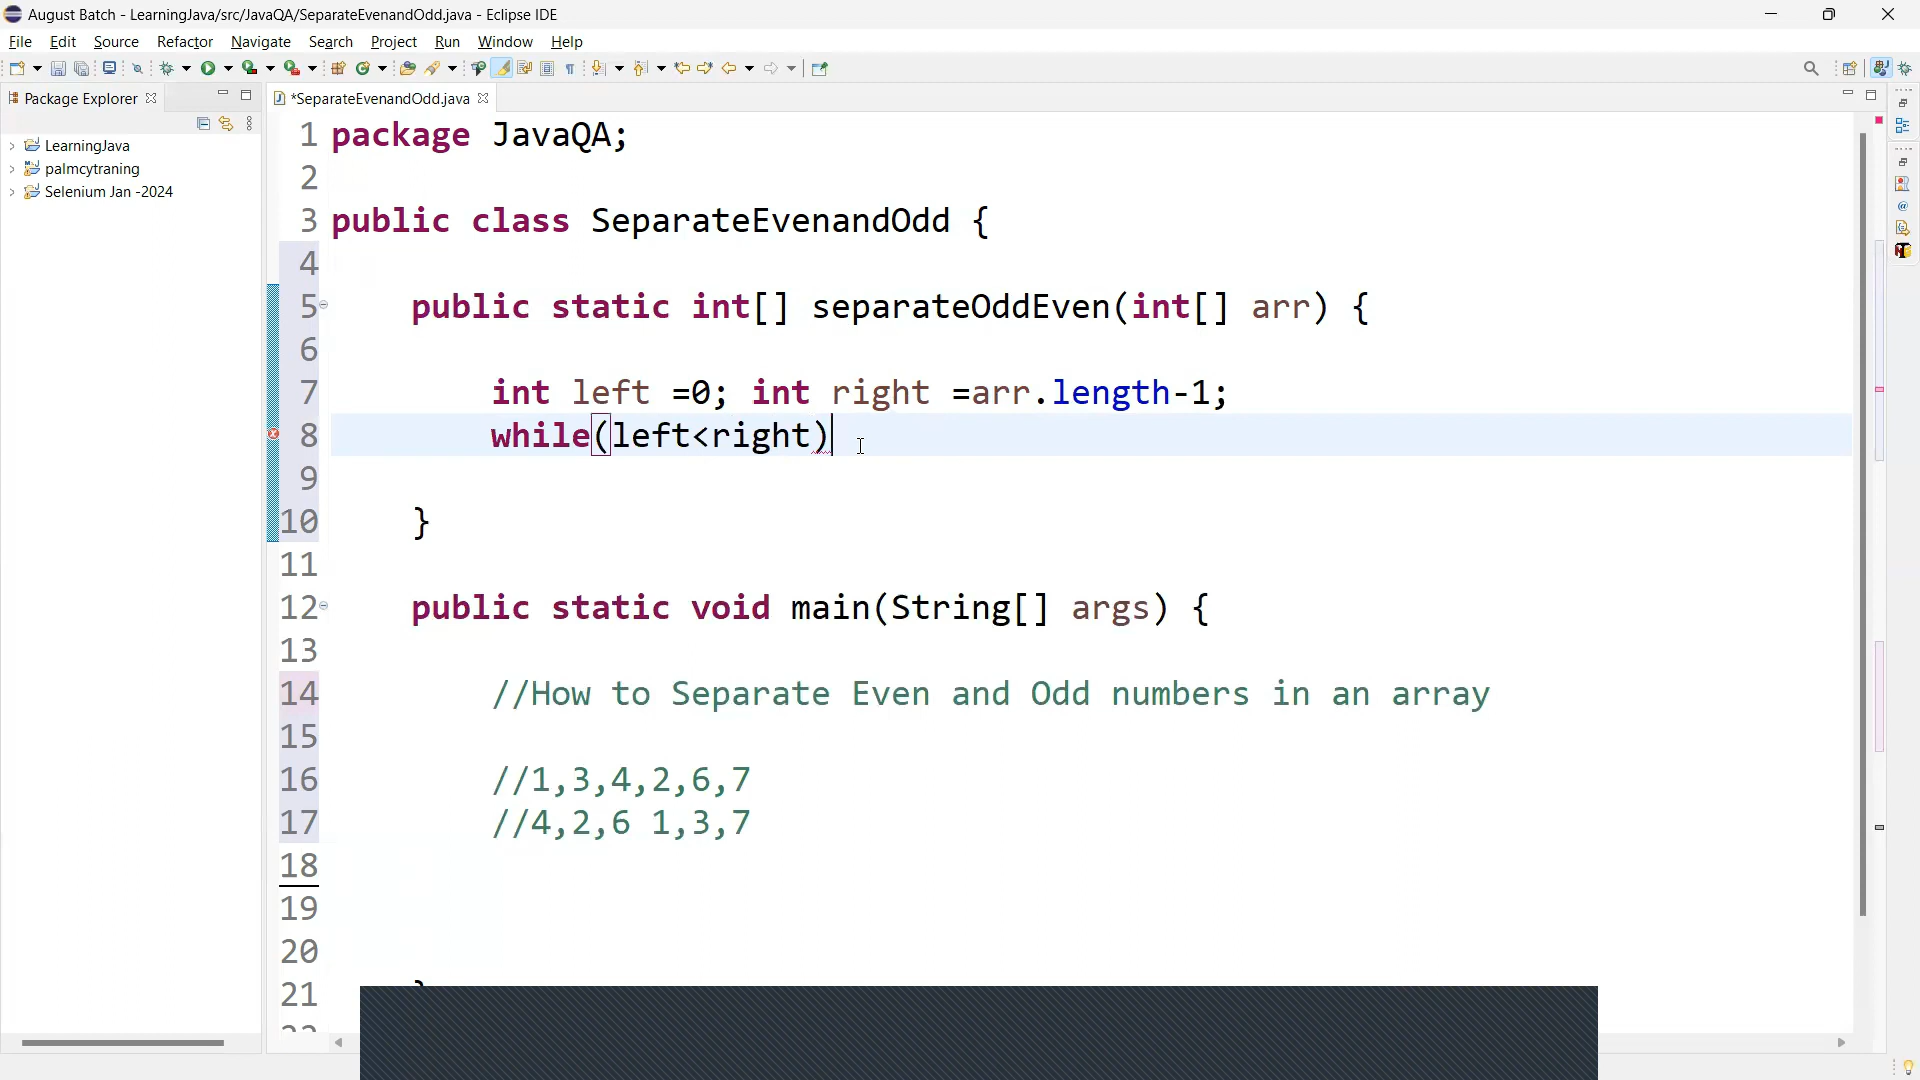 August Batch - LearningJava/src/JavaQA/SeparateEvenandOdd.java - Eclipse IDE
File Edit Source Refactor Navigate Search Project Run Window Help
Package Explorer
LearningJava
palmcytraning
Selenium Jan -2024
*SeparateEvenandOdd.java
1 package JavaQA;
2
3 public class SeparateEvenandOdd {
4
5 public static int[] separateOddEven(int[] arr) {
6
7 int left =0; int right =arr.length-1;
8 while(left<right)
9
10 }
11
12 public static void main(String[] args) {
13
14 //How to Separate Even and Odd numbers in an array
15
16 //1,3,4,2,6,7
17 //4,2,6 1,3,7
18
19
20
21